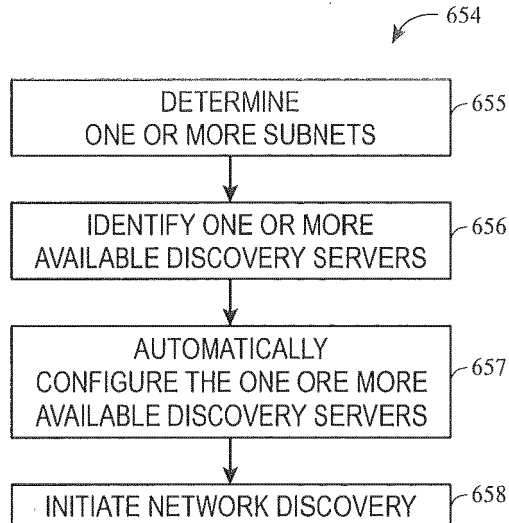 654
DETERMINE
ONE OR MORE SUBNETS
655
IDENTIFY ONE OR MORE
AVAILABLE DISCOVERY SERVERS
656
AUTOMATICALLY
CONFIGURE THE ONE ORE MORE
AVAILABLE DISCOVERY SERVERS
657
INITIATE NETWORK DISCOVERY
658